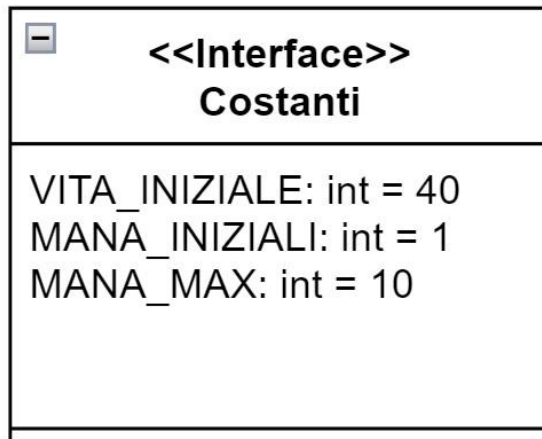 <<Interface>>
Costanti
VITA_INIZIALE: int = 40
MANA_INIZIALI: int = 1
MANA_MAX: int = 10